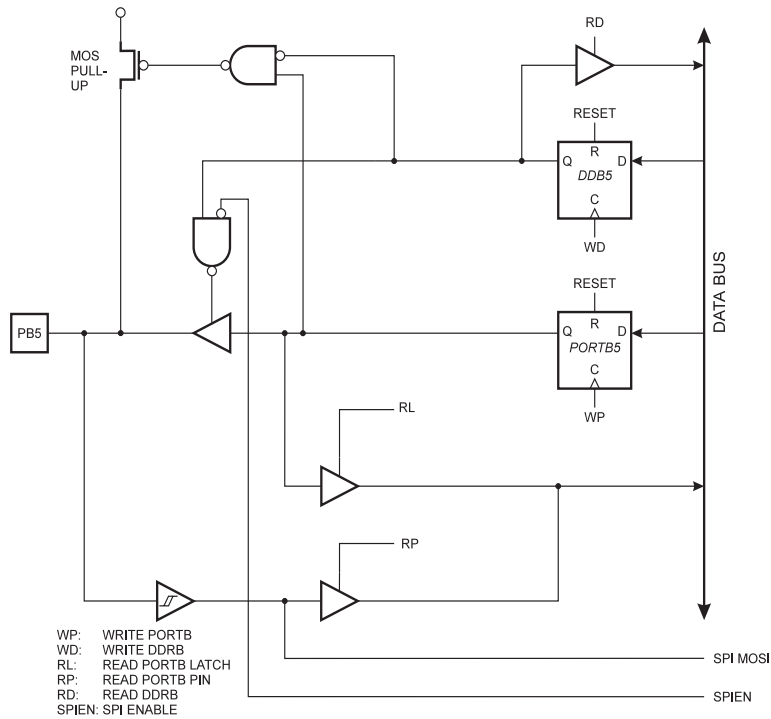 RD
MOS
PULL-
UP
RESET
R
Q
D
DDB5
C
WD
DATA BUS
RESET
PB5
R
Q
D
PORTB5
C
WP
RL
RP
WP: WRITE PORTB
WD: WRITE DDRB
RL: READ PORTB LATCH
RP: READ PORTB PIN
RD: READ DDRB
SPIEN: SPI ENABLE
SPI MOSI
SPIEN